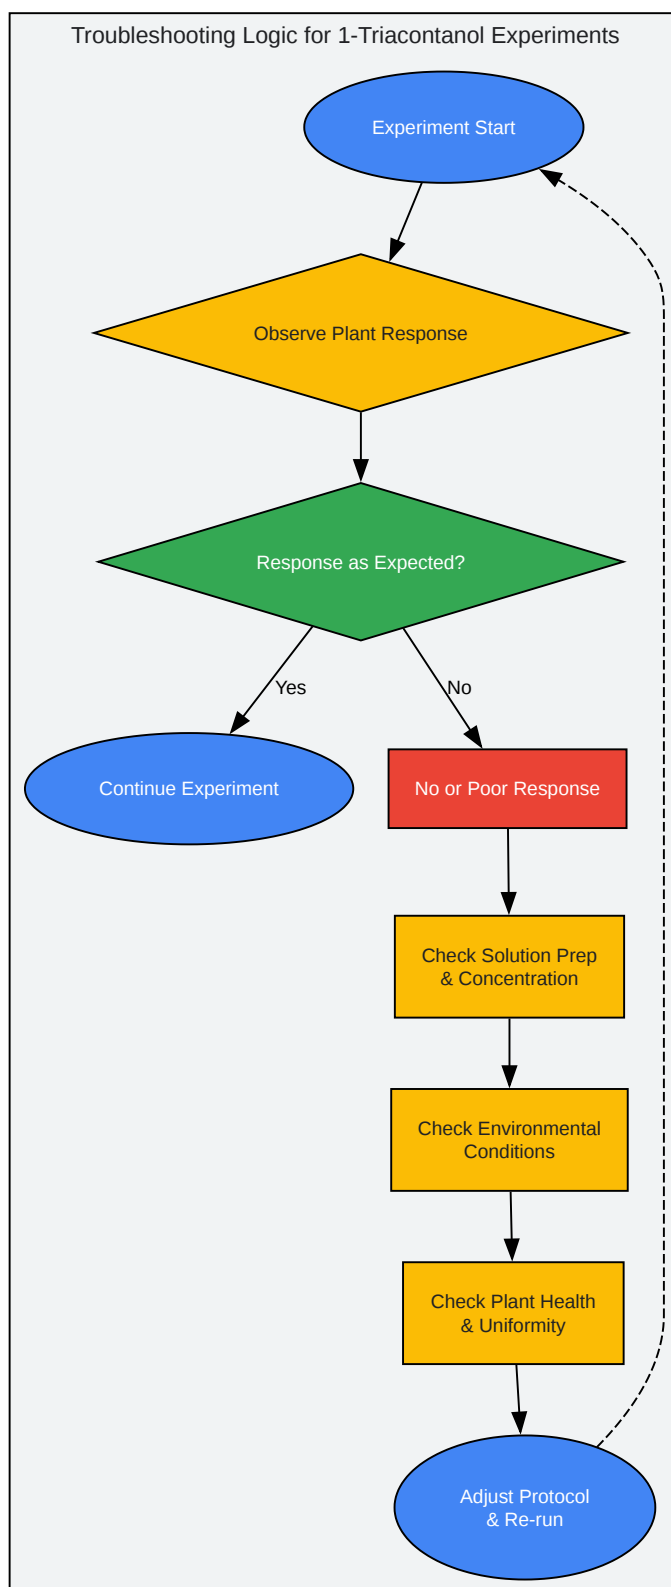 Troubleshooting Logic for 1-Triacontanol Experiments
Experiment Start
Observe Plant Response
Response as Expected?
Yes
No
Continue Experiment
No or Poor Response
Check Solution Prep
& Concentration
Check Environmental
Conditions
Check Plant Health
& Uniformity
Adjust Protocol
& Re-run